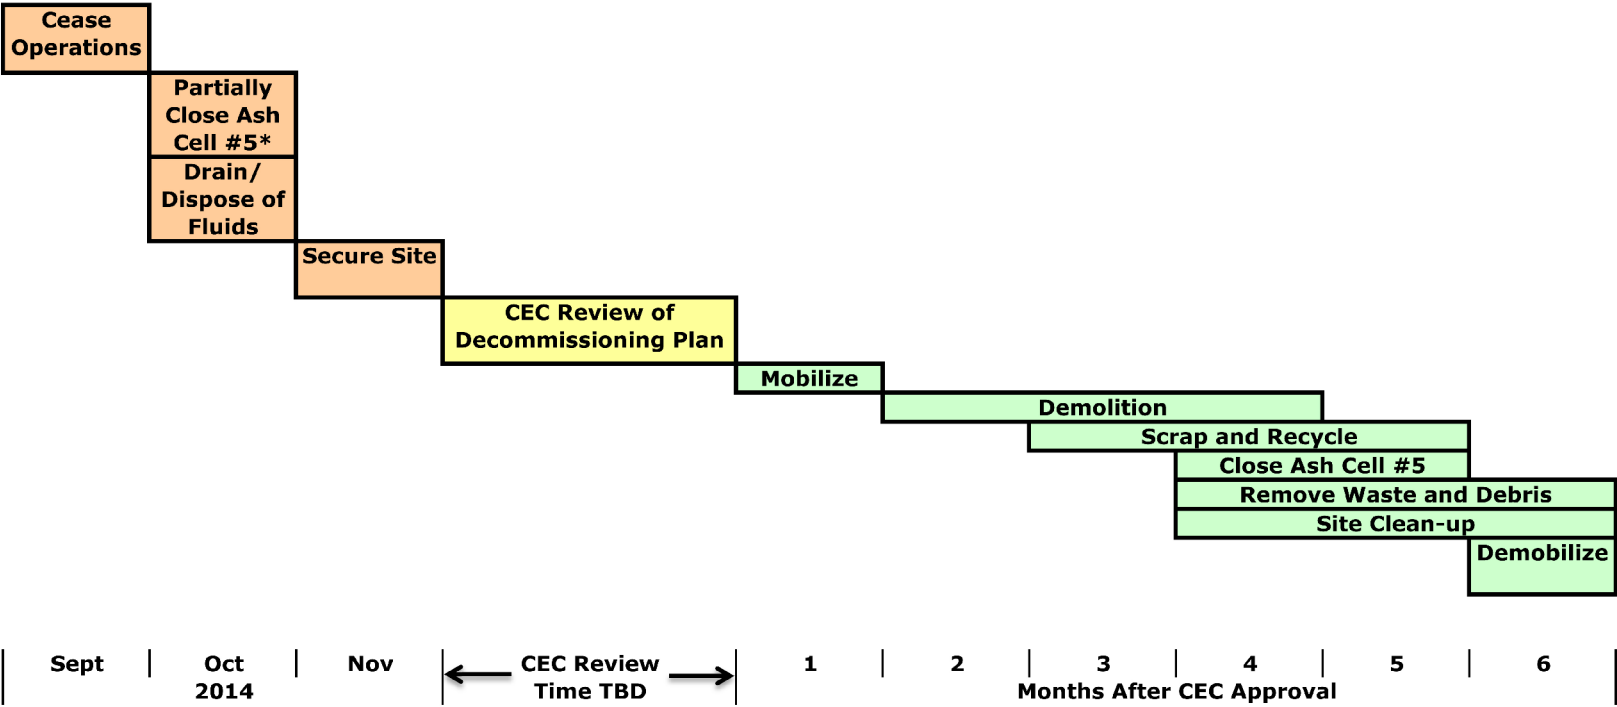 Cease
Operations
Partially
Close Ash
Cell #5*
Drain/
Dispose of
Fluids
Secure Site
CEC Review of
Decommissioning Plan
Mobilize
Demolition
Scrap and Recycle
Close Ash Cell #5
Remove Waste and Debris
Site Clean-up
Demobilize
Sept Oct Nov CEC Review 1 2 3 4 5 6
2014 Time TBD Months After CEC Approval